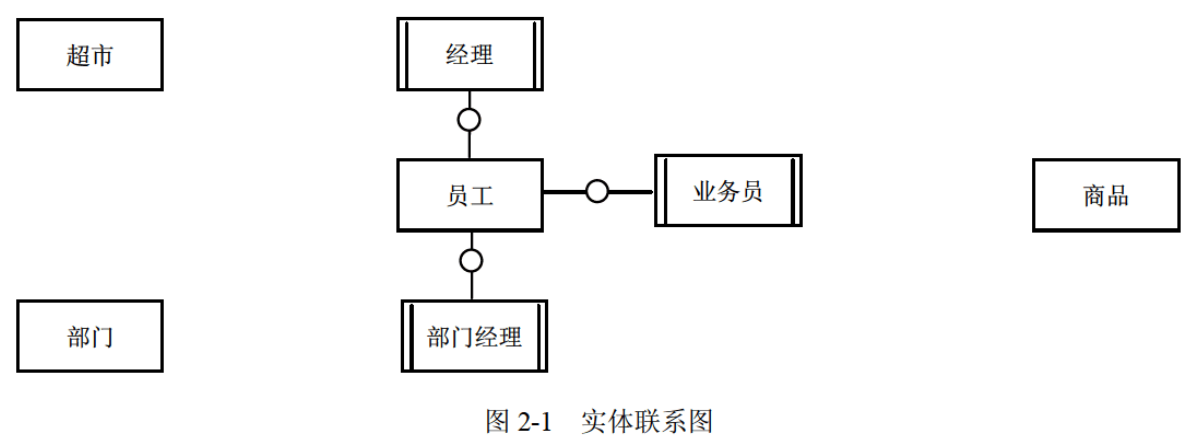 超市
经理
员工
业务员
商品
部门
部门经理
图 2-1 实体联系图